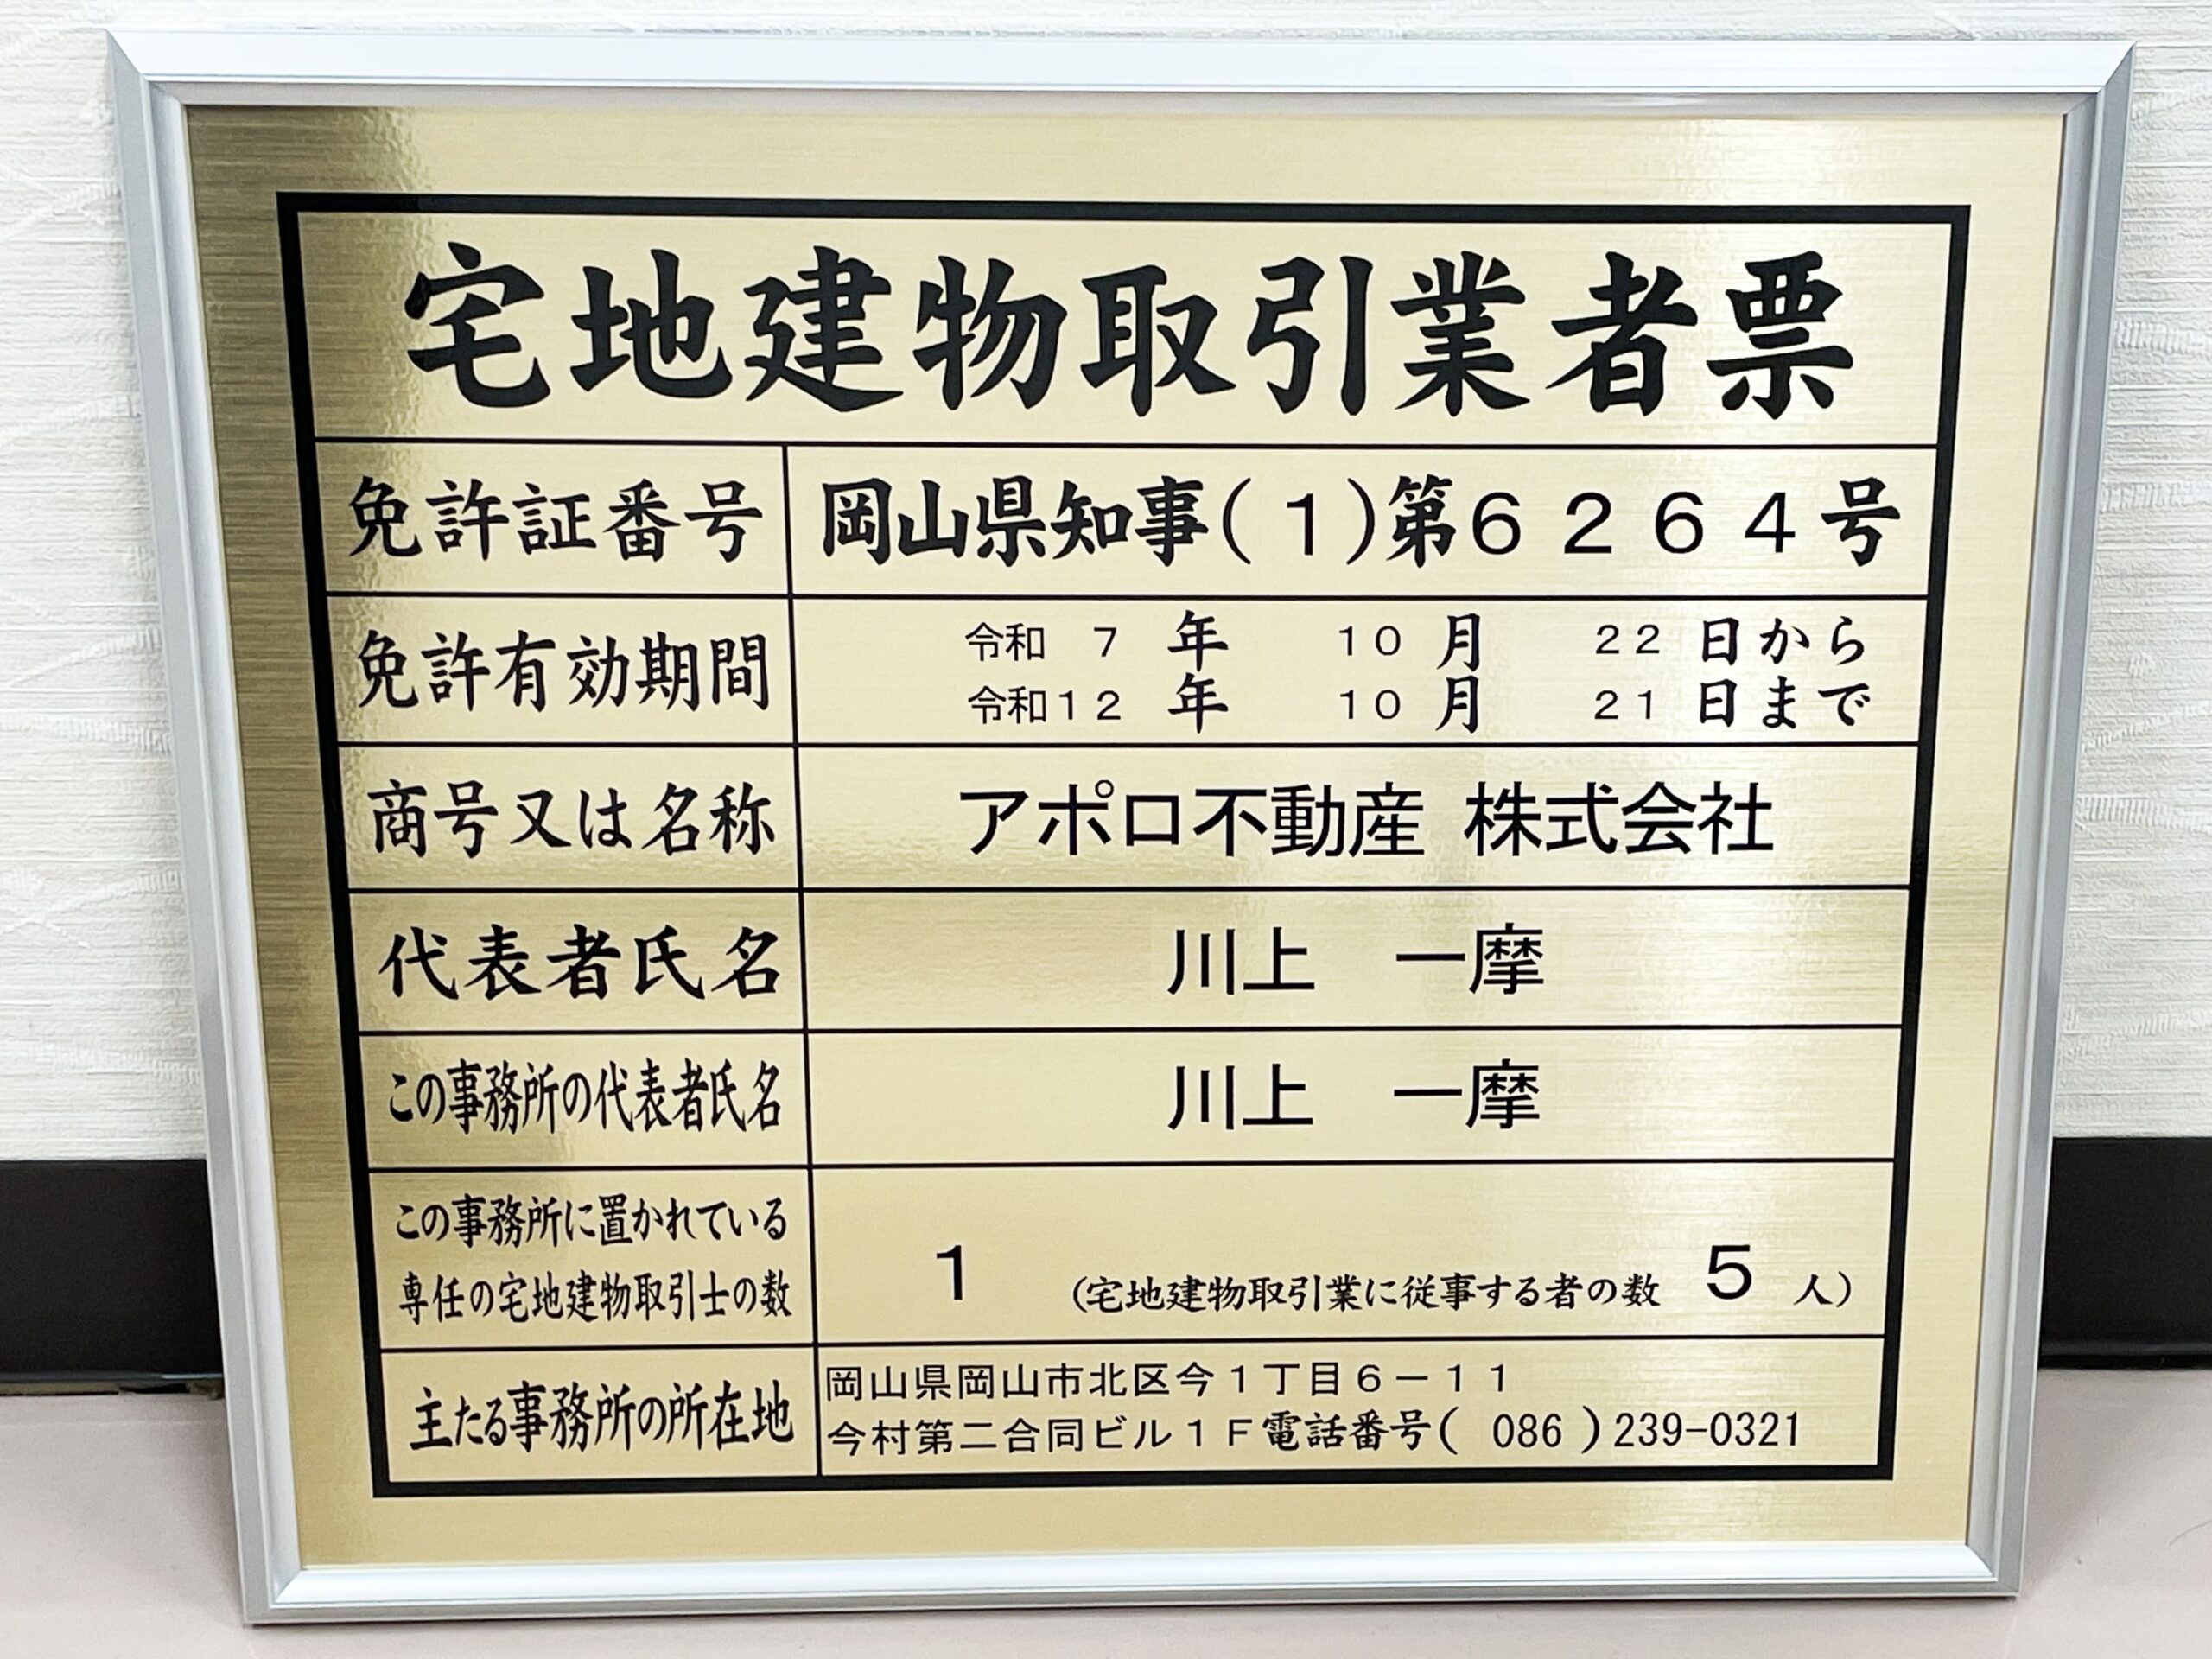 宅地建物取引業者票
免許証番号 岡山県知事(1)第6264号
免許有効期間 令和 7 年 10 月 22 日から
令和12 年 10 月 21 日まで
商号又は名称 アポロ不動産 株式会社
代表者氏名 川上 一摩
この事務所の代表者氏名 川上 一摩
この事務所に置かれている
専任の宅地建物取引士の数 1 (宅地建物取引業に従事する者の数 5 人)
主たる事務所の所在地 岡山県岡山市北区今1丁目6－11
今村第二合同ビル1F電話番号( 086 )239-0321